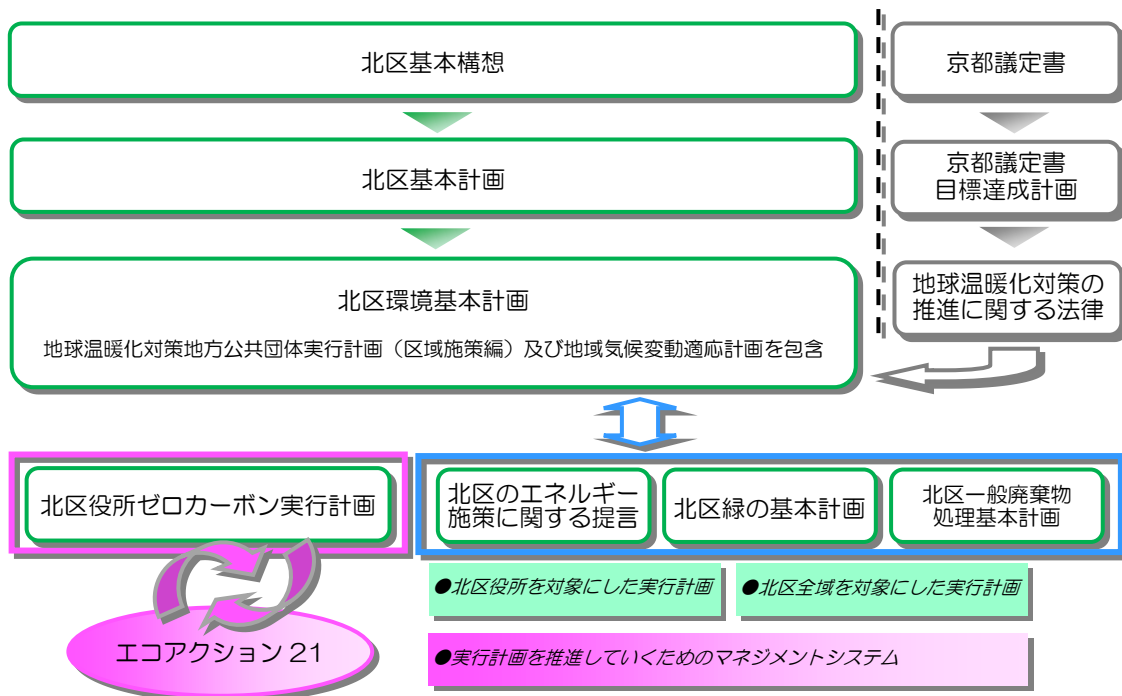 北区基本構想
京都議定書
北区基本計画
京都議定書
目標達成計画
北区環境基本計画
地球温暖化対策地方公共団体実行計画（区域施策編）及び地域気候変動適応計画を包含
地球温暖化対策の
推進に関する法律
北区役所ゼロカーボン実行計画
北区のエネルギー
施策に関する提言
北区緑の基本計画
北区一般廃棄物
処理基本計画
●北区役所を対象にした実行計画
●北区全域を対象にした実行計画
エコアクション 21
●実行計画を推進していくためのマネジメントシステム